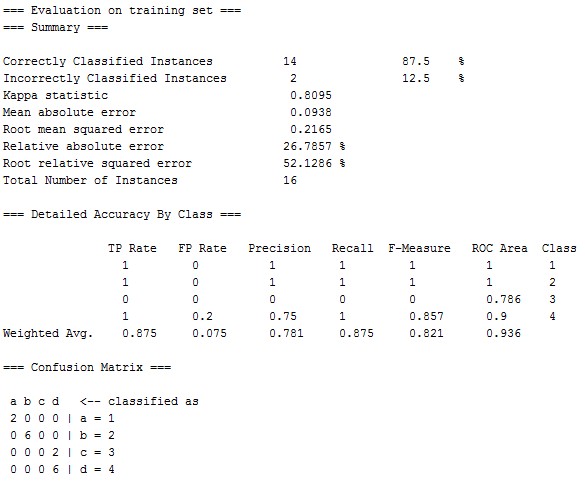 === Evaluation on training set ===
=== Summary ===
Correctly Classified Instances 14 87.5 %
Incorrectly Classified Instances 2 12.5 %
Kappa statistic 0.8095
Mean absolute error 0.0938
Root mean squared error 0.2165
Relative absolute error 26.7857 %
Root relative squared error 52.1286 %
Total Number of Instances 16
=== Detailed Accuracy By Class ===
TP Rate FP Rate Precision Recall F-Measure ROC Area Class
1 0 1 1 1 1 1
1 0 1 1 1 1 2
0 0 0 0 0 0.786 3
1 0.2 0.75 1 0.857 0.9 4
Weighted Avg. 0.875 0.075 0.781 0.875 0.821 0.936
=== Confusion Matrix ===
a b c d <-- classified as
2 0 0 0 | a = 1
0 6 0 0 | b = 2
0 0 0 2 | c = 3
0 0 0 6 | d = 4